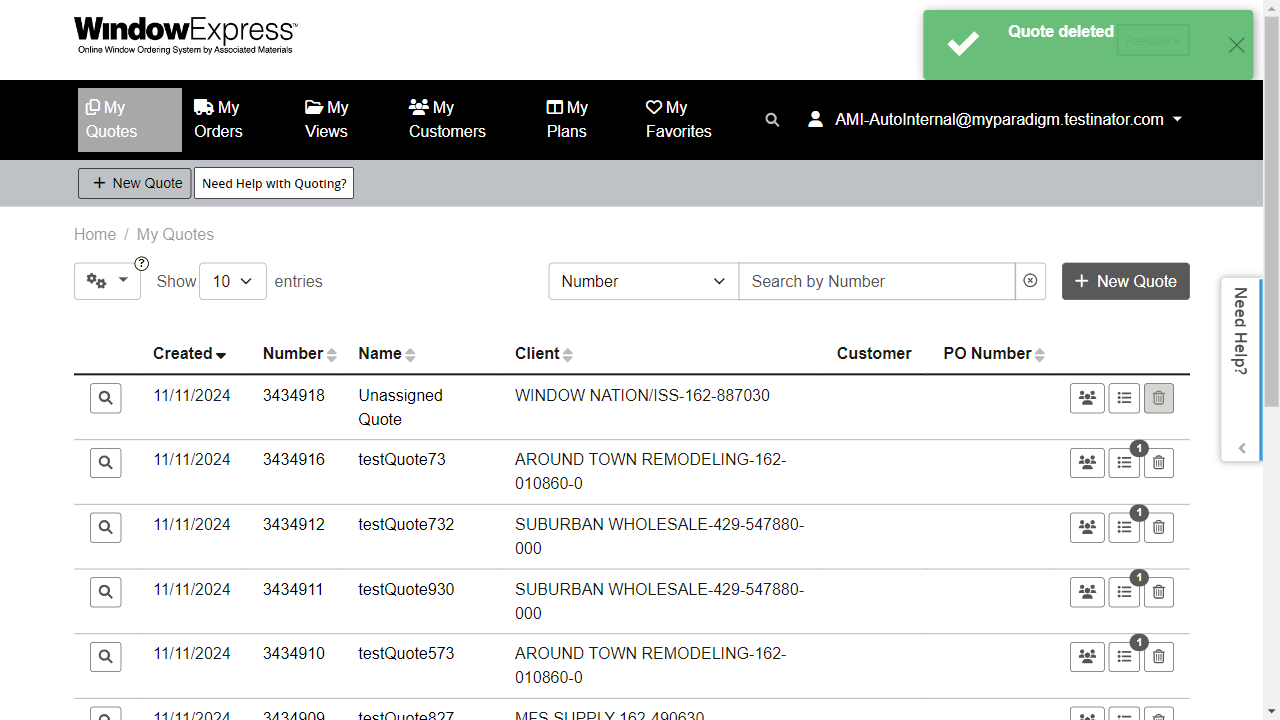 WindowExpress™
Online Window Ordering System by Associated Materials
Quote deleted
Feedback
My Quotes
My Orders
My Views
My Customers
My Plans
My Favorites
AMI-AutoInternal@myparadigm.testinator.com
New Quote
Need Help with Quoting?
Home / My Quotes
?
Show 10 entries
Number
Search by Number
New Quote
Need Help?
Created Number Name Client Customer PO Number
11/11/2024 3434918 Unassigned Quote WINDOW NATION/ISS-162-887030
11/11/2024 3434916 testQuote73 AROUND TOWN REMODELING-162-010860-0 1
11/11/2024 3434912 testQuote732 SUBURBAN WHOLESALE-429-547880-000 1
11/11/2024 3434911 testQuote930 SUBURBAN WHOLESALE-429-547880-000 1
11/11/2024 3434910 testQuote573 AROUND TOWN REMODELING-162-010860-0 1
11/11/2024 3434909 testQuote827 MFS SUPPLY 162-490630 1